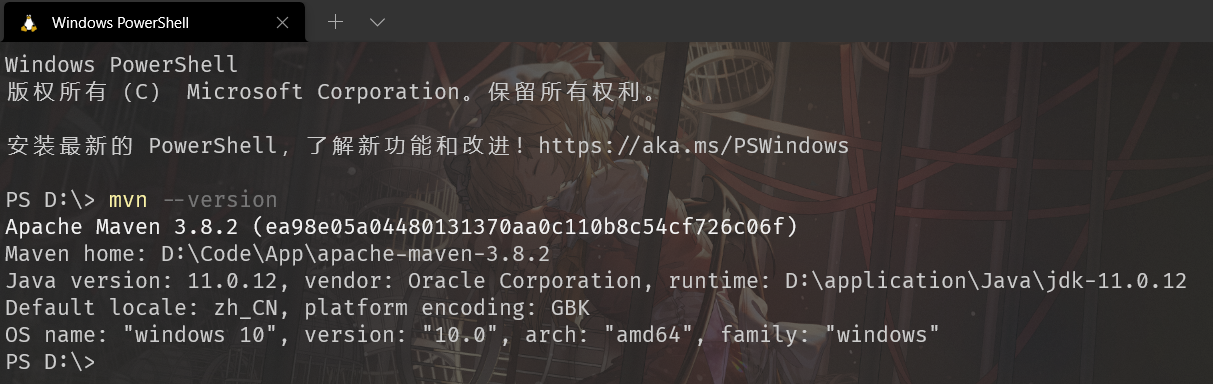 Windows PowerShell
Windows PowerShell
版权所有 (C) Microsoft Corporation。保留所有权利。
安装最新的 PowerShell，了解新功能和改进！https://aka.ms/PSWindows
PS D:\> mvn --version
Apache Maven 3.8.2 (ea98e05a04480131370aa0c110b8c54cf726c06f)
Maven home: D:\Code\App\apache-maven-3.8.2
Java version: 11.0.12, vendor: Oracle Corporation, runtime: D:\application\Java\jdk-11.0.12
Default locale: zh_CN, platform encoding: GBK
OS name: "windows 10", version: "10.0", arch: "amd64", family: "windows"
PS D:\>